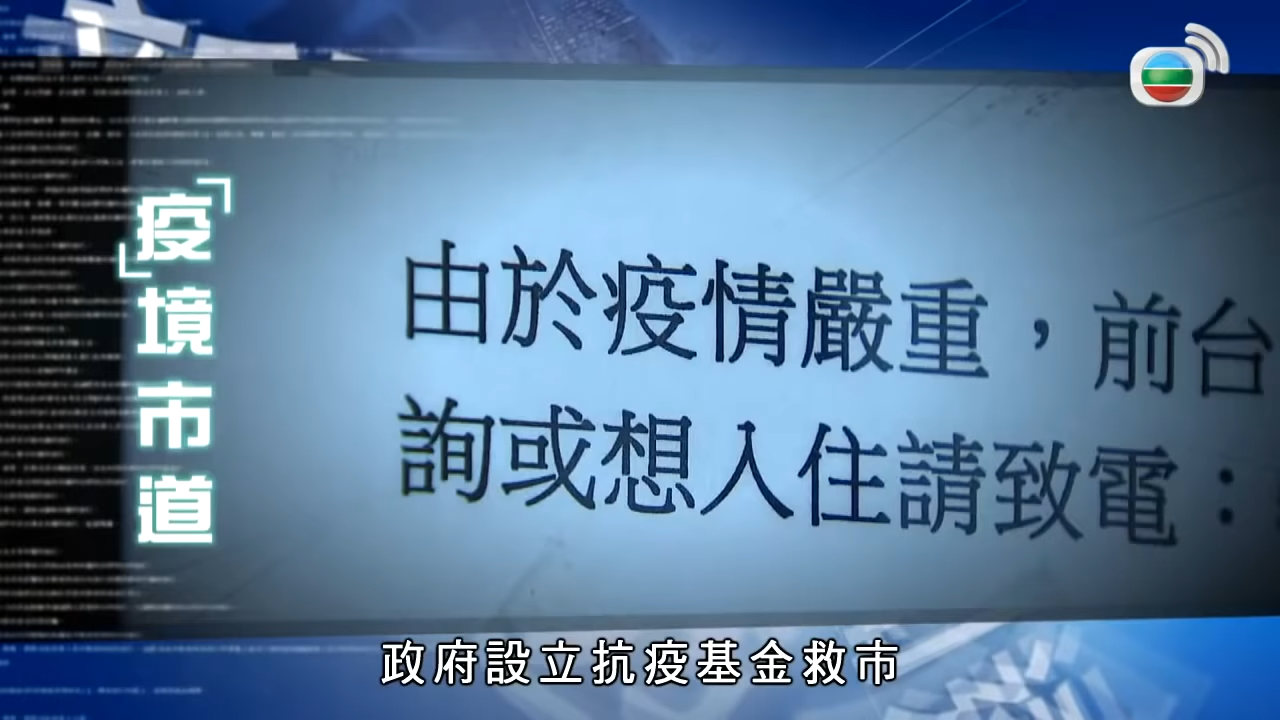 「疫」境市道
由於疫情嚴重，前台
詢或想入住請致電：
政府設立抗疫基金救市